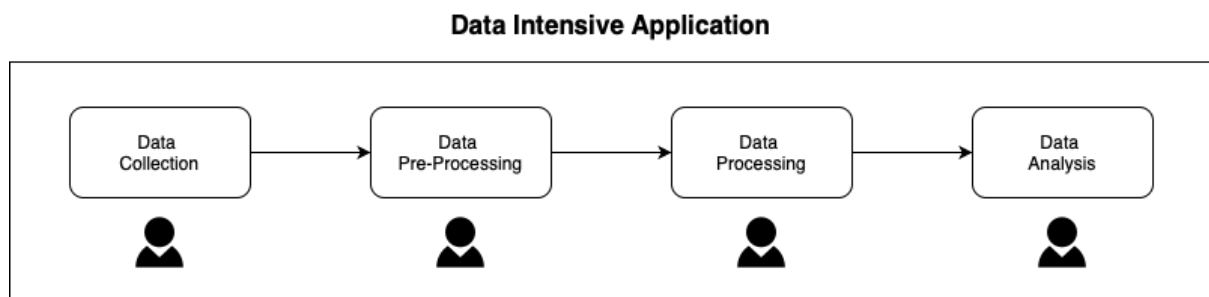 Data Intensive Application
Data
Collection
Data
Pre-Processing
Data
Processing
Data
Analysis